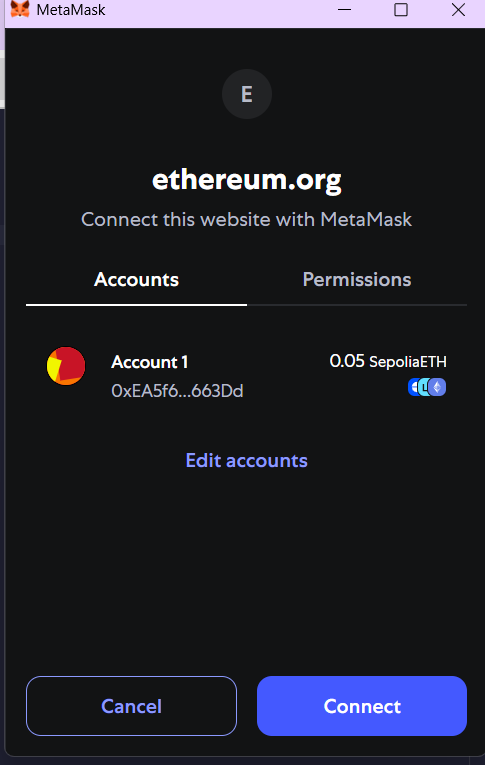 MetaMask
E
ethereum.org
Connect this website with MetaMask
Accounts Permissions
Account 1 0.05 SepoliaETH
0xEA5f6...663Dd
Edit accounts
Cancel Connect